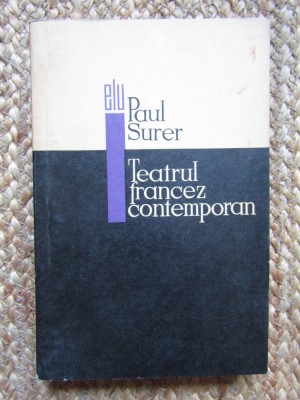 elu
Paul
Surer
Teatrul
francez
contemporan